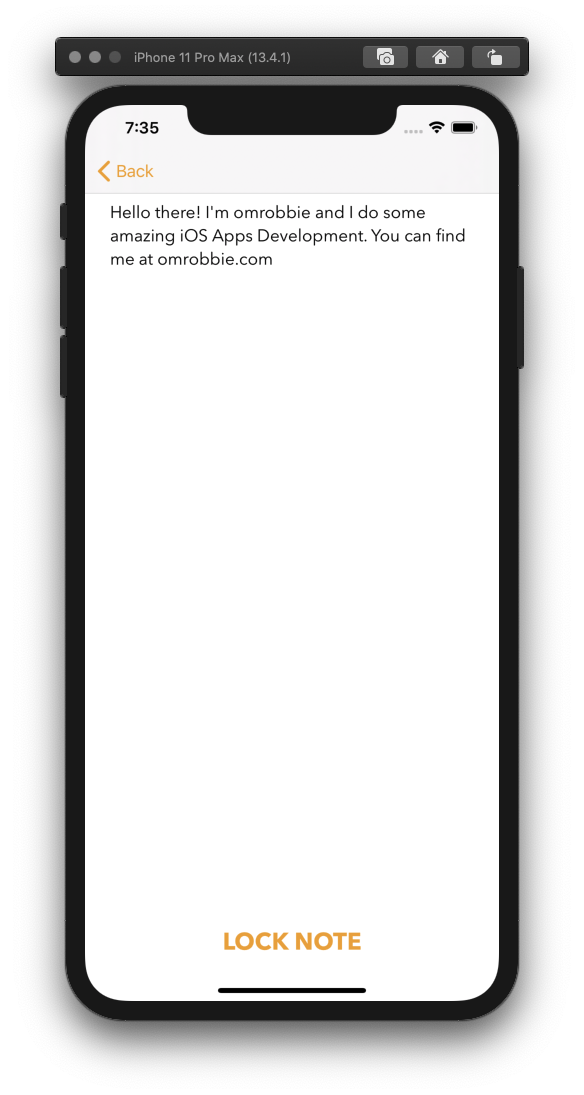 iPhone 11 Pro Max (13.4.1)
7:35
Back
Hello there! I'm omrobbie and I do some
amazing iOS Apps Development. You can find
me at omrobbie.com
LOCK NOTE